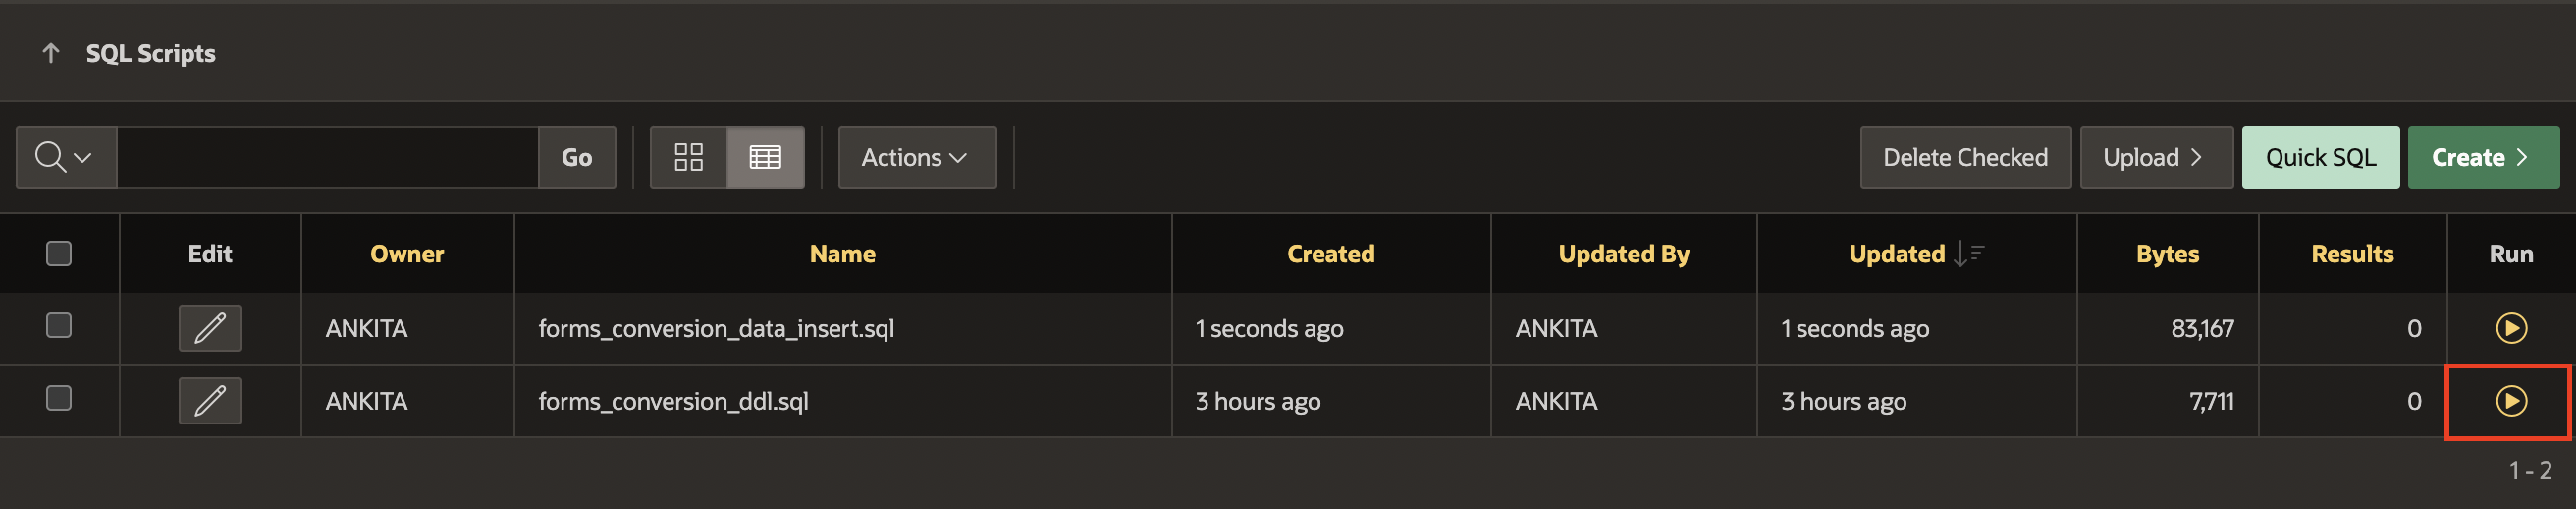 SQL Scripts
Go Actions Delete Checked Upload Quick SQL Create
Edit Owner Name Created Updated By Updated Bytes Results Run
ANKITA forms_conversion_data_insert.sql 1 seconds ago ANKITA 1 seconds ago 83,167 0
ANKITA forms_conversion_ddl.sql 3 hours ago ANKITA 3 hours ago 7,711 0
1 - 2